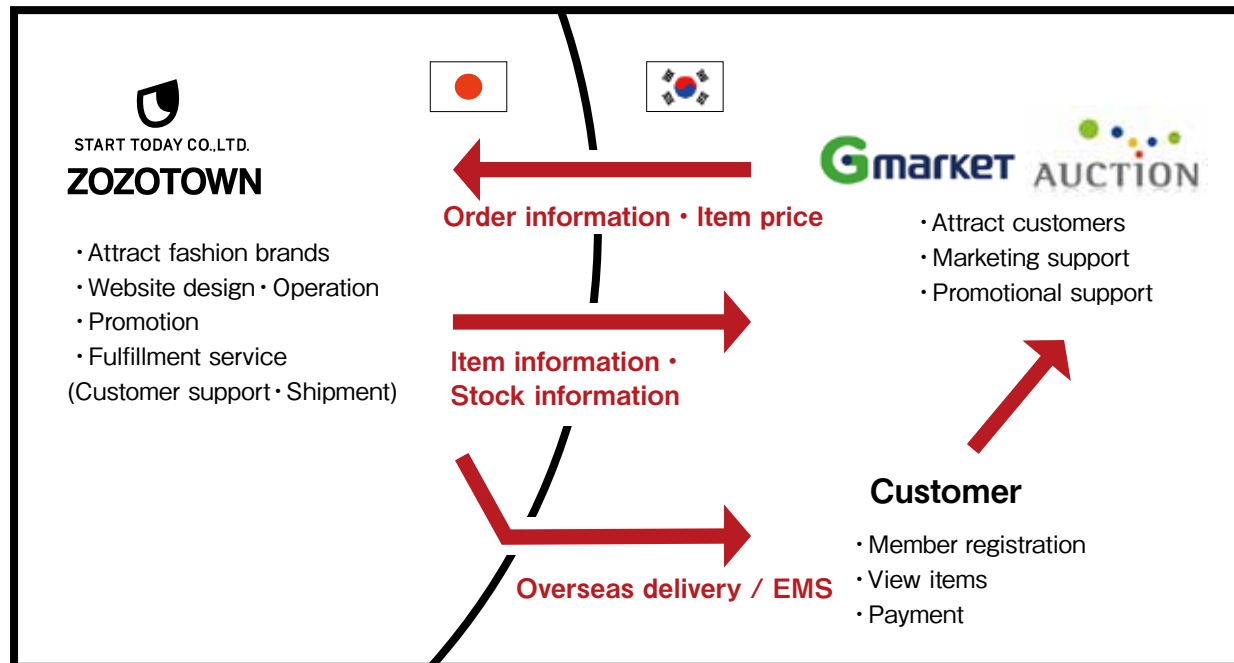 START TODAY CO.,LTD.
ZOZOTOWN
・Attract fashion brands
・Website design・Operation
・Promotion
・Fulfillment service
(Customer support・Shipment)
Order information・Item price
Item information・
Stock information
Overseas delivery / EMS
Gmarket
AUCTION
・Attract customers
・Marketing support
・Promotional support
Customer
・Member registration
・View items
・Payment